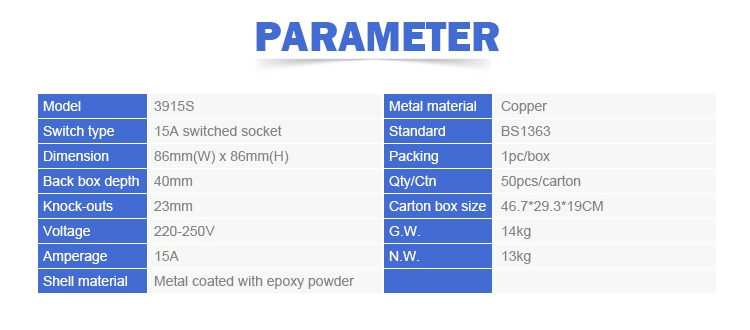 PARAMETER
Model 3915S Metal material Copper
Switch type 15A switched socket Standard BS1363
Dimension 86mm(W) x 86mm(H) Packing 1pc/box
Back box depth 40mm Qty/Ctn 50pcs/carton
Knock-outs 23mm Carton box size 46.7*29.3*19CM
Voltage 220-250V G.W. 14kg
Amperage 15A N.W. 13kg
Shell material Metal coated with epoxy powder